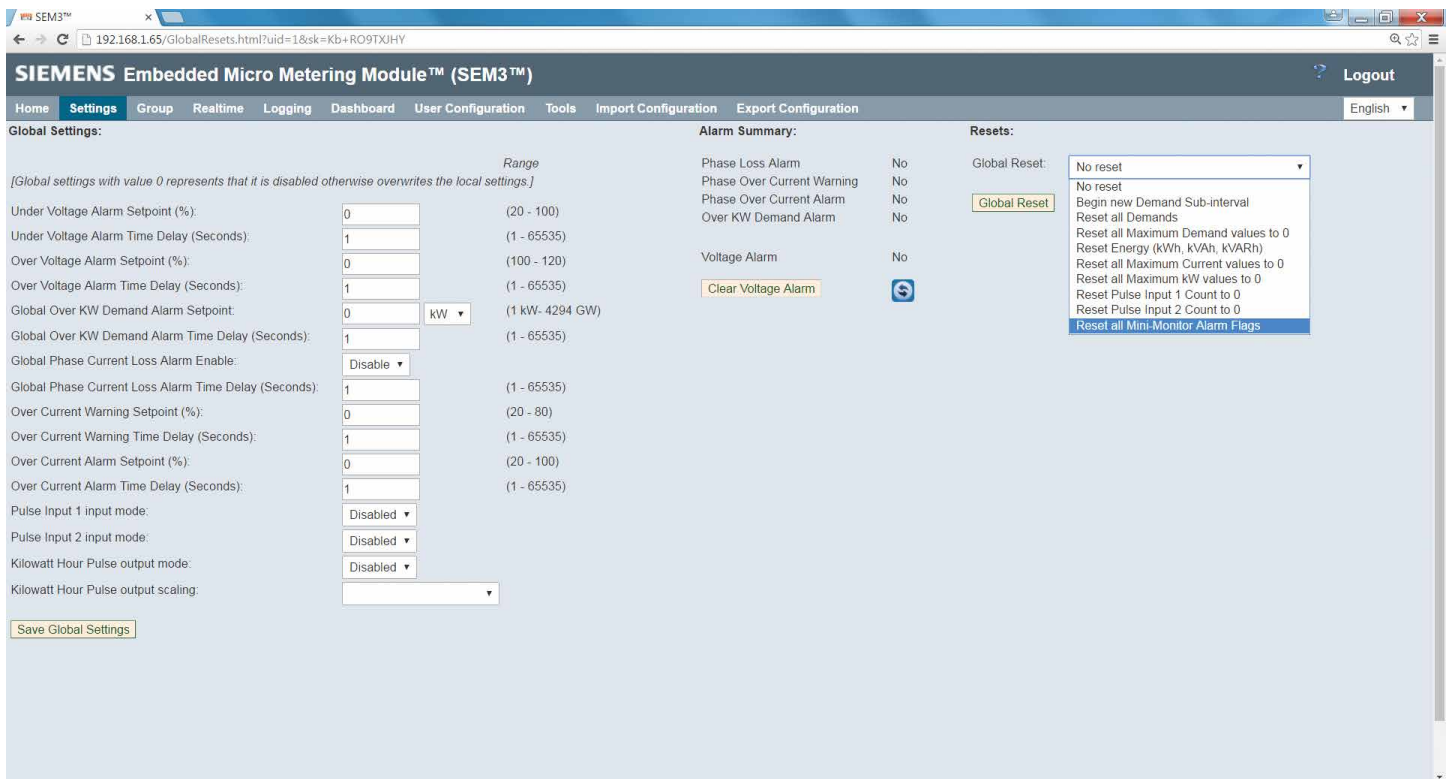 SEM3™
192.168.1.65/GlobalResets.html?uid=1&sk=Kb+RO9TXJHY
SIEMENS Embedded Micro Metering Module™ (SEM3™)
? Logout
Home Settings Group Realtime Logging Dashboard User Configuration Tools Import Configuration Export Configuration English
Global Settings:
Range
[Global settings with value 0 represents that it is disabled otherwise overwrites the local settings.]
Under Voltage Alarm Setpoint (%): 0 (20 - 100)
Under Voltage Alarm Time Delay (Seconds): 1 (1 - 65535)
Over Voltage Alarm Setpoint (%): 0 (100 - 120)
Over Voltage Alarm Time Delay (Seconds): 1 (1 - 65535)
Global Over KW Demand Alarm Setpoint: 0 kW (1 kW- 4294 GW)
Global Over KW Demand Alarm Time Delay (Seconds): 1 (1 - 65535)
Global Phase Current Loss Alarm Enable: Disable
Global Phase Current Loss Alarm Time Delay (Seconds): 1 (1 - 65535)
Over Current Warning Setpoint (%): 0 (20 - 80)
Over Current Warning Time Delay (Seconds): 1 (1 - 65535)
Over Current Alarm Setpoint (%): 0 (20 - 100)
Over Current Alarm Time Delay (Seconds): 1 (1 - 65535)
Pulse Input 1 input mode: Disabled
Pulse Input 2 input mode: Disabled
Kilowatt Hour Pulse output mode: Disabled
Kilowatt Hour Pulse output scaling:
Save Global Settings
Alarm Summary:
Phase Loss Alarm No
Phase Over Current Warning No
Phase Over Current Alarm No
Over KW Demand Alarm No
Voltage Alarm No
Clear Voltage Alarm
Resets:
Global Reset: No reset
Global Reset
No reset
Begin new Demand Sub-interval
Reset all Demands
Reset all Maximum Demand values to 0
Reset Energy (kWh, kVAh, kVARh)
Reset all Maximum Current values to 0
Reset all Maximum kW values to 0
Reset Pulse Input 1 Count to 0
Reset Pulse Input 2 Count to 0
Reset all Mini-Monitor Alarm Flags